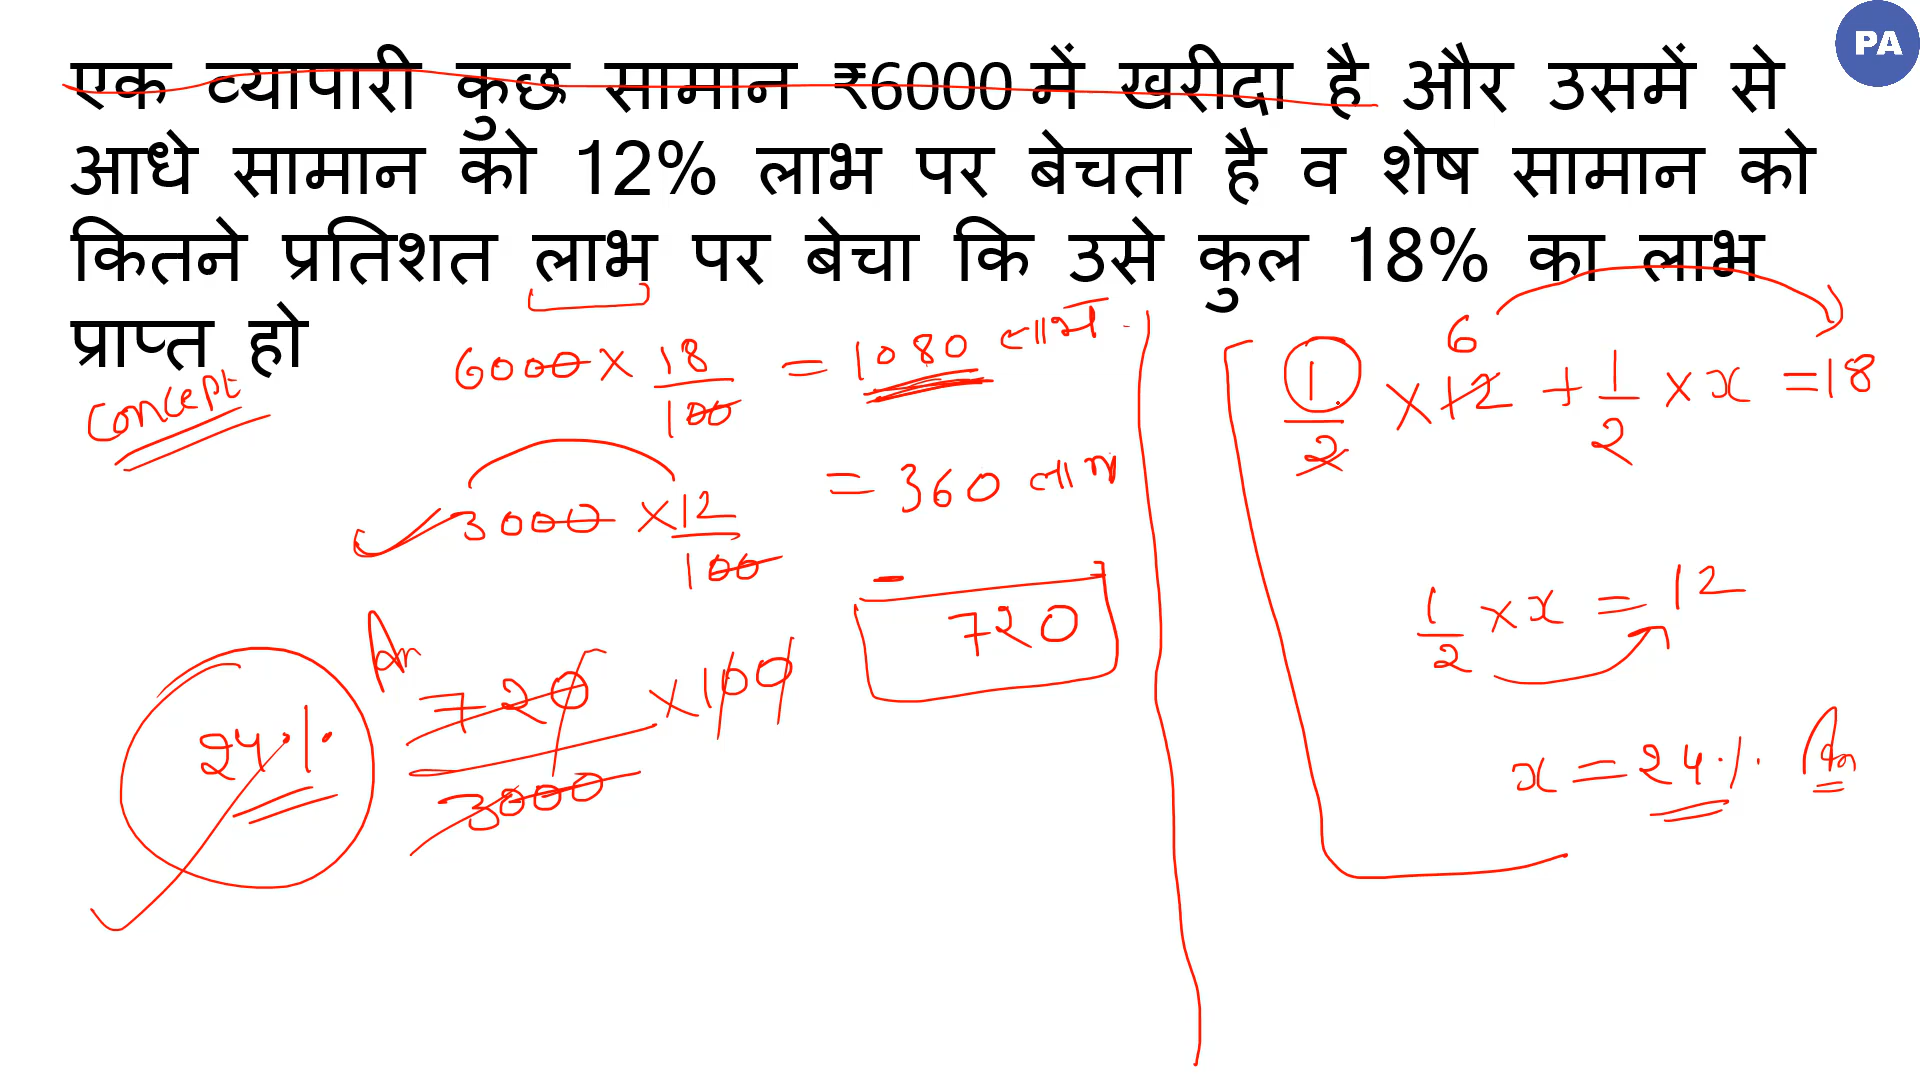 PA
एक व्यापारी कुछ सामान ₹6000 में खरीदा है और उसमें से
आधे सामान को 12% लाभ पर बेचता है व शेष सामान को
कितने प्रतिशत लाभ पर बेचा कि उसे कुल 18% का लाभ
प्राप्त हो
Concept
6000 × 18/100 = 1080 लाभ
3000 × 12/100 = 360 लाभ
- 720
720/3000 × 100
24% An
6
1/2 × 12 + 1/2 × x = 18
1/2 × x = 12
x = 24% An